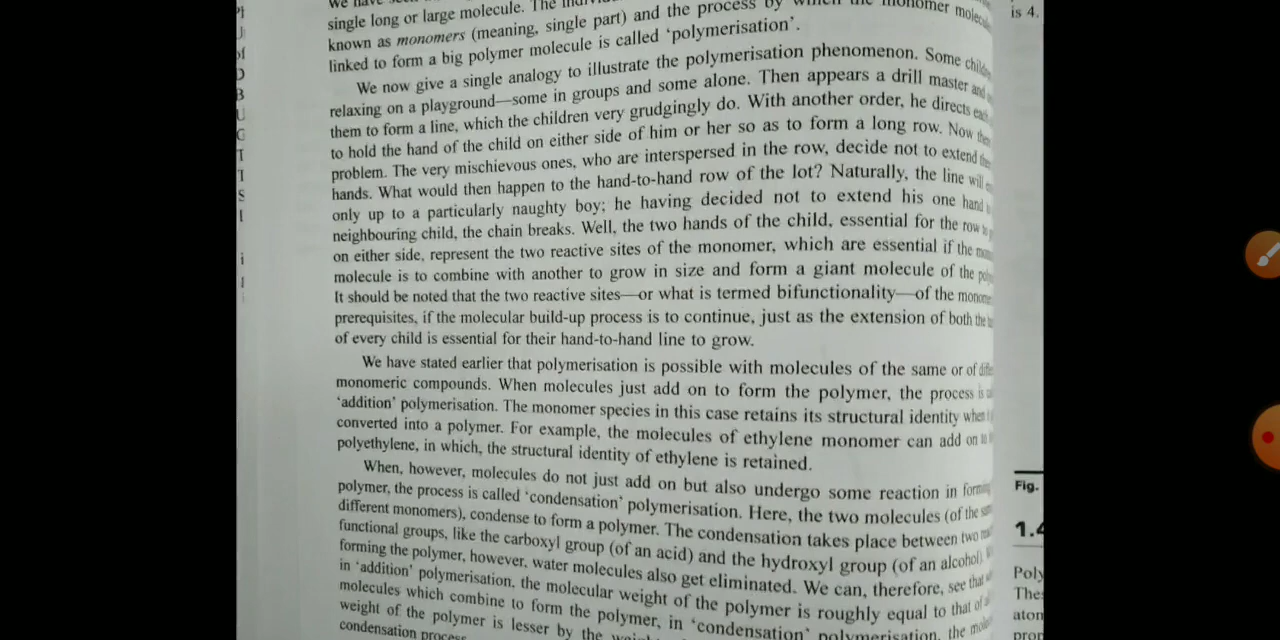 single long or large molecule. The
known as monomers (meaning, single part) and the process by which the monomer
linked to form a big polymer molecule is called ‘polymerisation’.
We now give a single analogy to illustrate the polymerisation phenomenon. Some
relaxing on a playground—some in groups and some alone. Then appears a drill master and
them to form a line, which the children very grudgingly do. With another order, he directs
to hold the hand of the child on either side of him or her so as to form a long row. Now
problem. The very mischievous ones, who are interspersed in the row, decide not to extend
hands. What would then happen to the hand-to-hand row of the lot? Naturally, the line will
only up to a particularly naughty boy; he having decided not to extend his one hand
neighbouring child, the chain breaks. Well, the two hands of the child, essential for the row
on either side, represent the two reactive sites of the monomer, which are essential if the
molecule is to combine with another to grow in size and form a giant molecule of the
It should be noted that the two reactive sites—or what is termed bifunctionality—of the
prerequisites, if the molecular build-up process is to continue, just as the extension of both the
of every child is essential for their hand-to-hand line to grow.
We have stated earlier that polymerisation is possible with molecules of the same or of
monomeric compounds. When molecules just add on to form the polymer, the process is
‘addition’ polymerisation. The monomer species in this case retains its structural identity when
converted into a polymer. For example, the molecules of ethylene monomer can add on
polyethylene, in which, the structural identity of ethylene is retained.
When, however, molecules do not just add on but also undergo some reaction in
polymer, the process is called ‘condensation’ polymerisation. Here, the two molecules (of the
different monomers), condense to form a polymer. The condensation takes place between two
functional groups, like the carboxyl group (of an acid) and the hydroxyl group (of an alcohol).
forming the polymer, however, water molecules also get eliminated. We can, therefore, see that
in ‘addition’ polymerisation, the molecular weight of the polymer is roughly equal to that of
molecules which combine to form the polymer, in ‘condensation’ polymerisation, the
weight of the polymer is lesser by the
condensation process
is 4.
Fig.